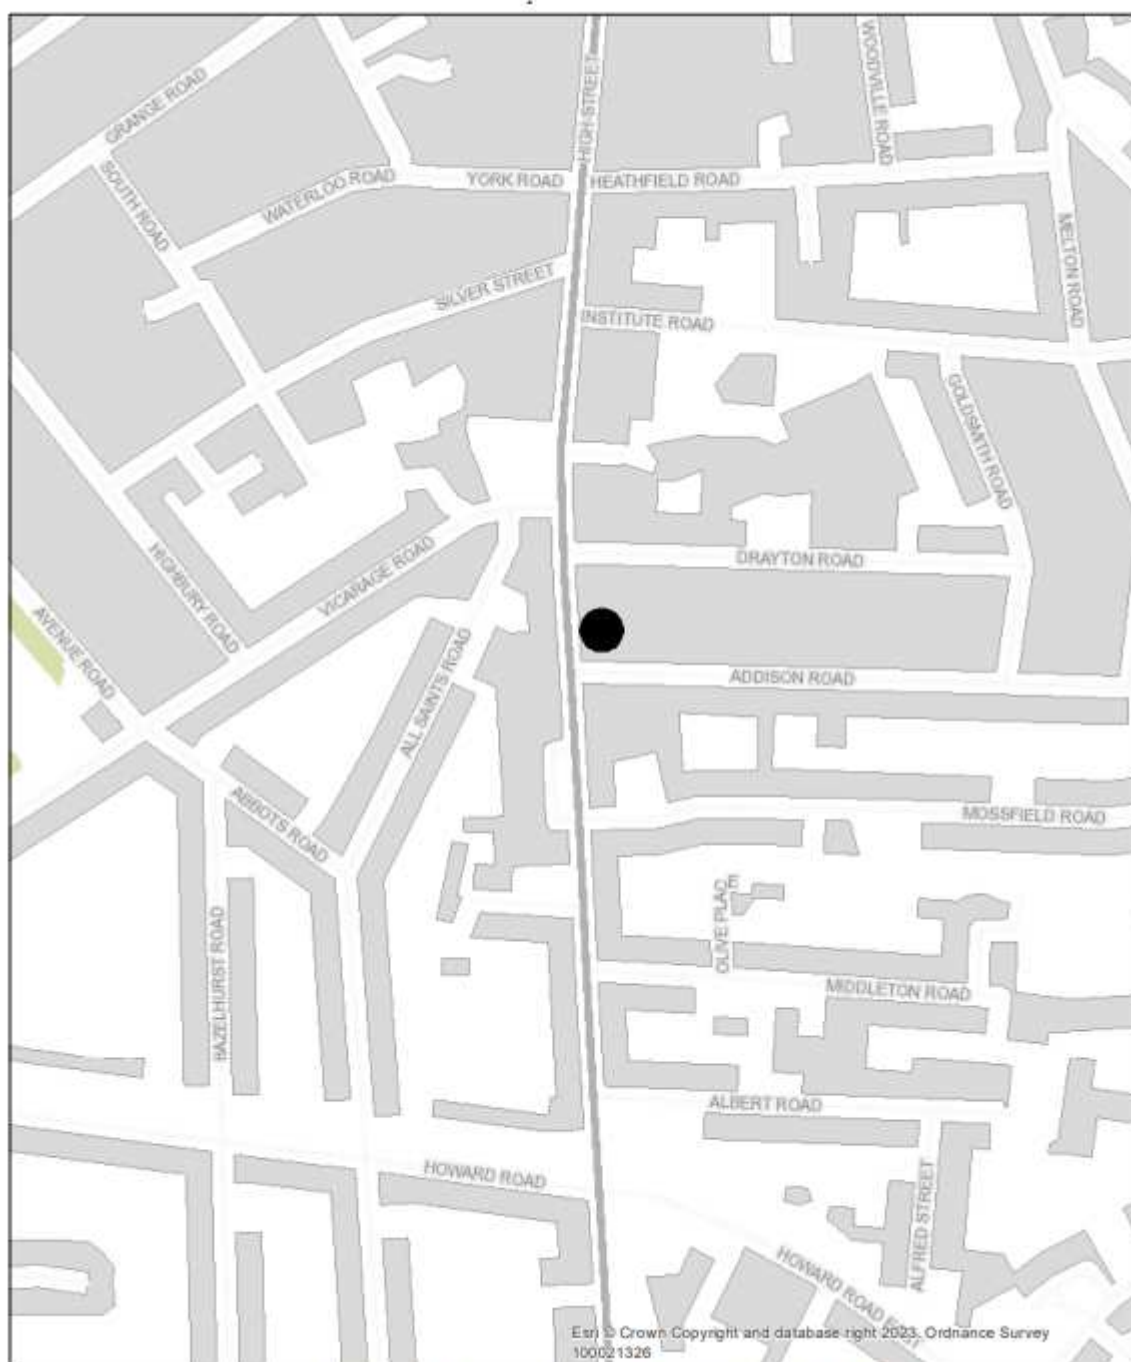 HIGH STREET
WOODVILLE ROAD
GRANGE ROAD
SOUTH ROAD
WATERLOO ROAD
YORK ROAD
HEATHFIELD ROAD
MELTON ROAD
SILVER STREET
INSTITUTE ROAD
GOLDSMITH ROAD
HIGHBURY ROAD
VICARAGE ROAD
DRAYTON ROAD
AVENUE ROAD
ALL SAINTS ROAD
ADDISON ROAD
ABBOTS ROAD
MOSSFIELD ROAD
OLIVE PLACE
HAZELHURST ROAD
MIDDLETON ROAD
ALBERT ROAD
HOWARD ROAD
ALFRED STREET
HOWARD ROAD EAST
Esri © Crown Copyright and database right 2023. Ordnance Survey
100021326